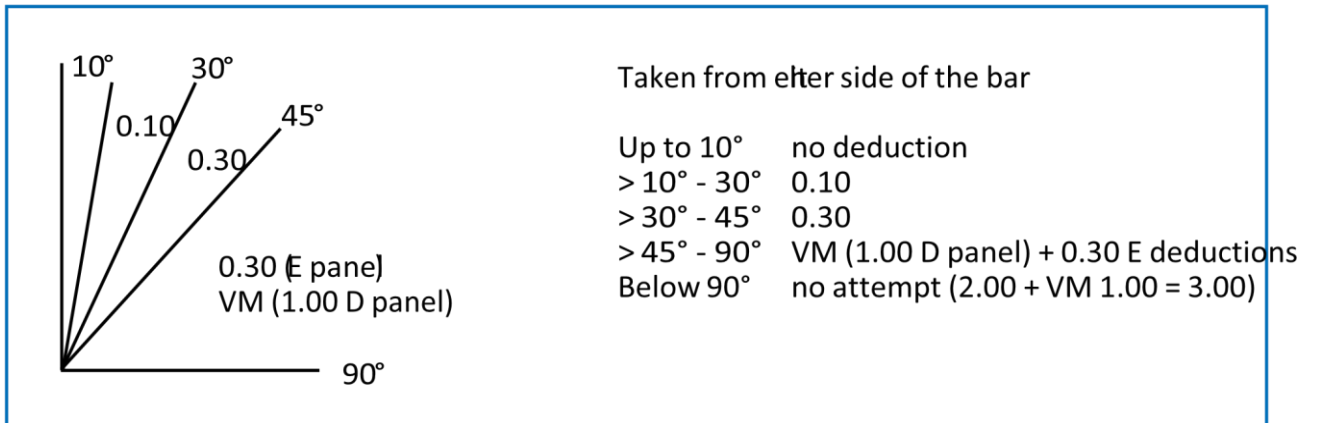 10°
30°
45°
0.10
0.30
0.30 (E panel)
VM (1.00 D panel)
90°
Taken from either side of the bar
Up to 10° no deduction
> 10° - 30° 0.10
> 30° - 45° 0.30
> 45° - 90° VM (1.00 D panel) + 0.30 E deductions
Below 90° no attempt (2.00 + VM 1.00 = 3.00)